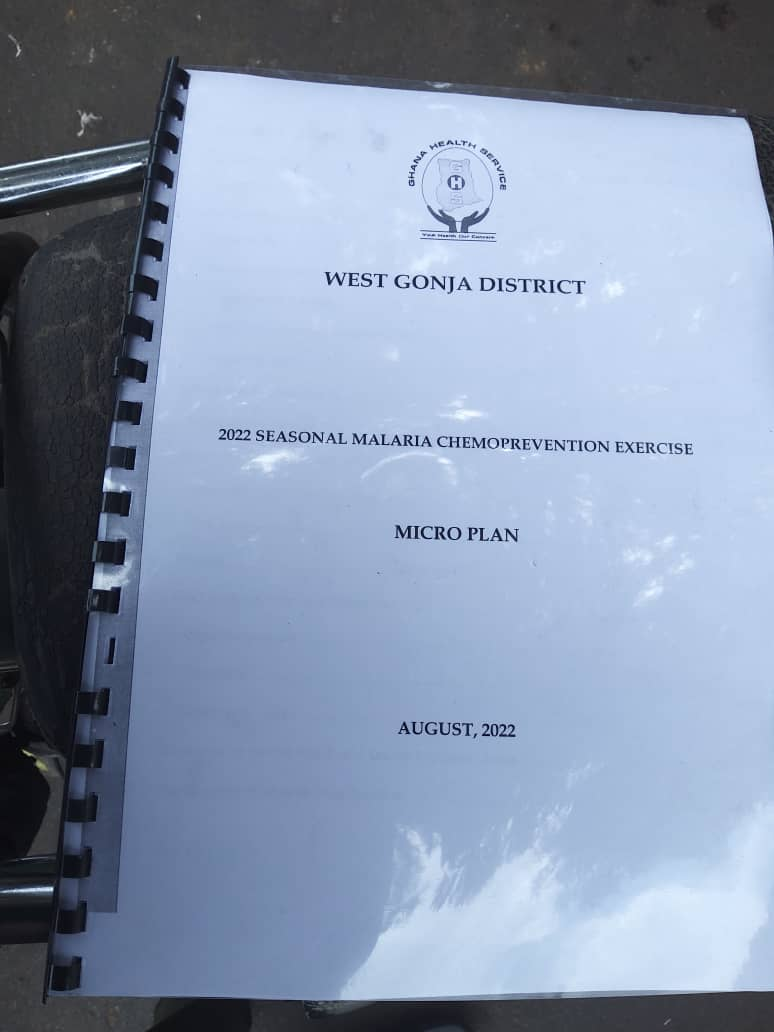 GHANA HEALTH SERVICE
G
H
S
Your Health Our Concern
WEST GONJA DISTRICT
2022 SEASONAL MALARIA CHEMOPREVENTION EXERCISE
MICRO PLAN
AUGUST, 2022